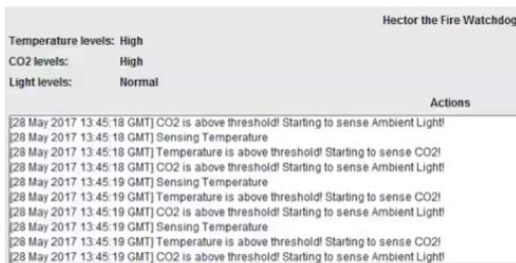 Hector the Fire Watchdog
Temperature levels: High
CO2 levels: High
Light levels: Normal
Actions
[28 May 2017 13:45:18 GMT] CO2 is above threshold! Starting to sense Ambient Light!
[28 May 2017 13:45:18 GMT] Sensing Temperature
[28 May 2017 13:45:18 GMT] Temperature is above threshold! Starting to sense CO2!
[28 May 2017 13:45:18 GMT] CO2 is above threshold! Starting to sense Ambient Light!
[28 May 2017 13:45:19 GMT] Sensing Temperature
[28 May 2017 13:45:19 GMT] Temperature is above threshold! Starting to sense CO2!
[28 May 2017 13:45:19 GMT] CO2 is above threshold! Starting to sense Ambient Light!
[28 May 2017 13:45:19 GMT] Sensing Temperature
[28 May 2017 13:45:19 GMT] Temperature is above threshold! Starting to sense CO2!
[28 May 2017 13:45:19 GMT] CO2 is above threshold! Starting to sense Ambient Light!